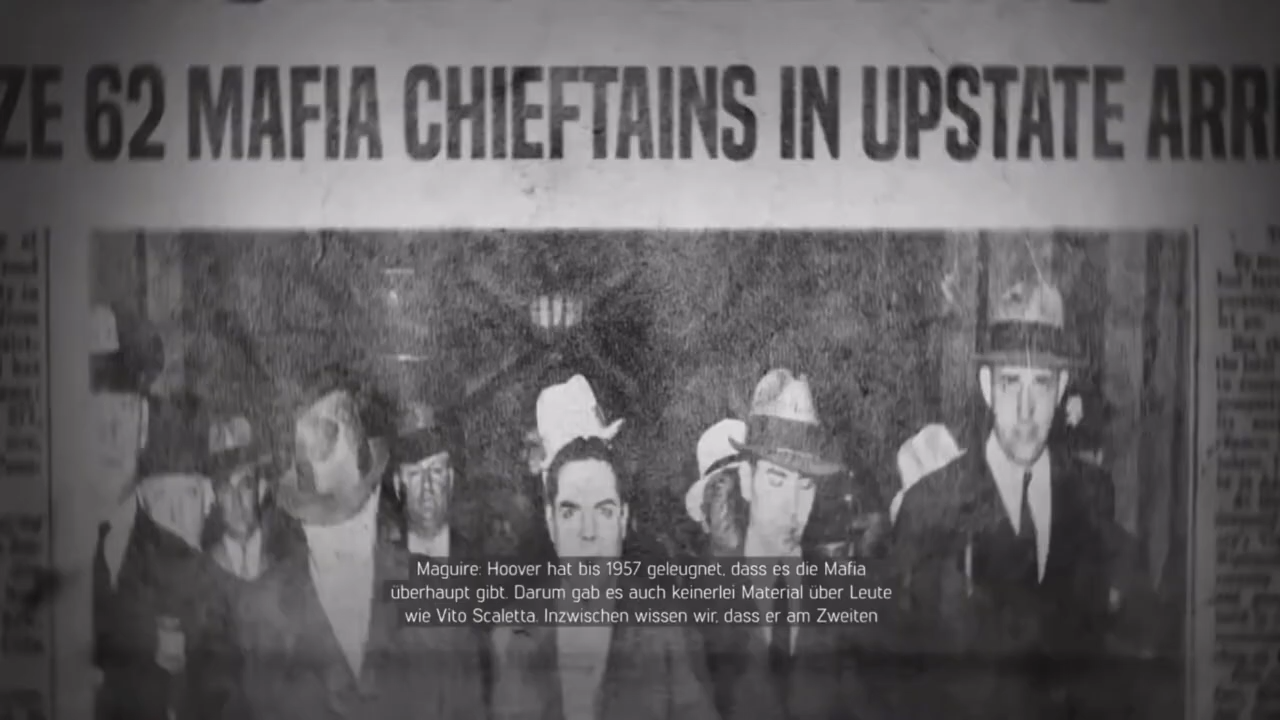 ZE 62 MAFIA CHIEFTAINS IN UPSTATE ARR
Maguire: Hoover hat bis 1957 geleugnet, dass es die Mafia
überhaupt gibt. Darum gab es auch keinerlei Material über Leute
wie Vito Scaletta. Inzwischen wissen wir, dass er am Zweiten